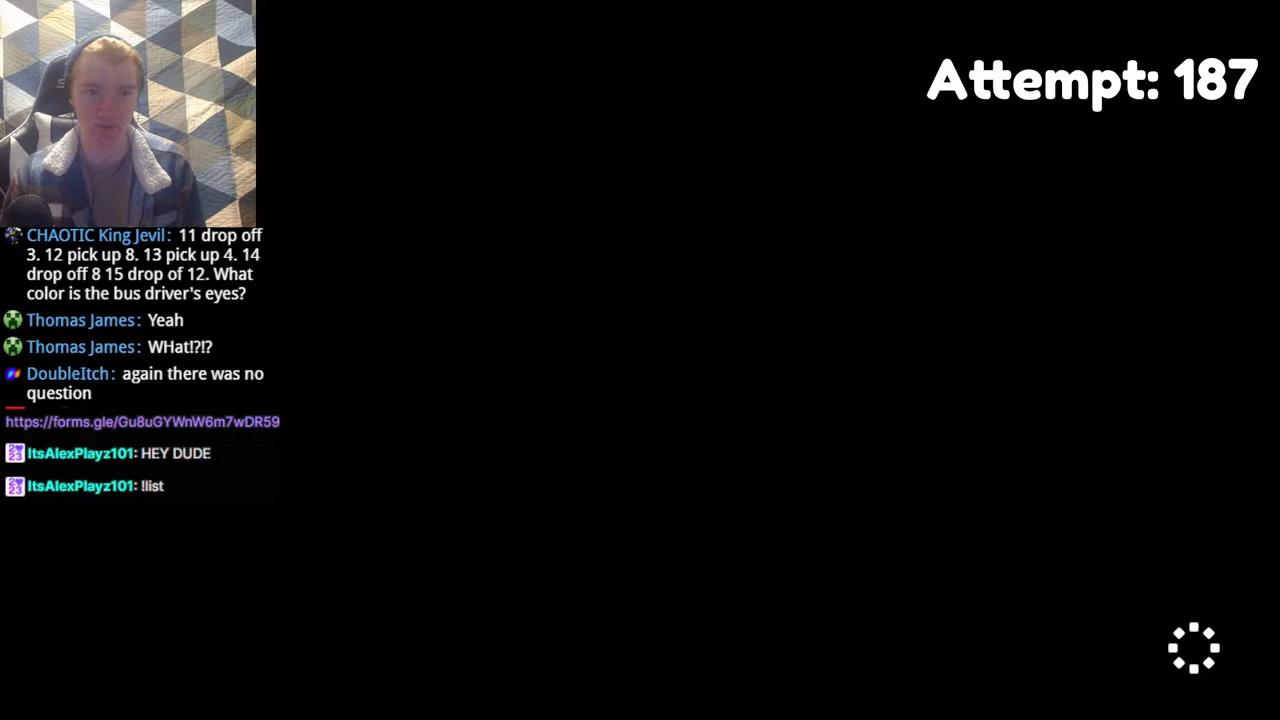 Attempt: 187
CHAOTIC King Jevil: 11 drop off
3. 12 pick up 8. 13 pick up 4. 14
drop off 8 15 drop of 12. What
color is the bus driver's eyes?
Thomas James: Yeah
Thomas James: WHat!?!?
DoubleItch: again there was no
question
https://forms.gle/Gu8uGYWnW6m7wDR59
ItsAlexPlayz101: HEY DUDE
ItsAlexPlayz101: !list